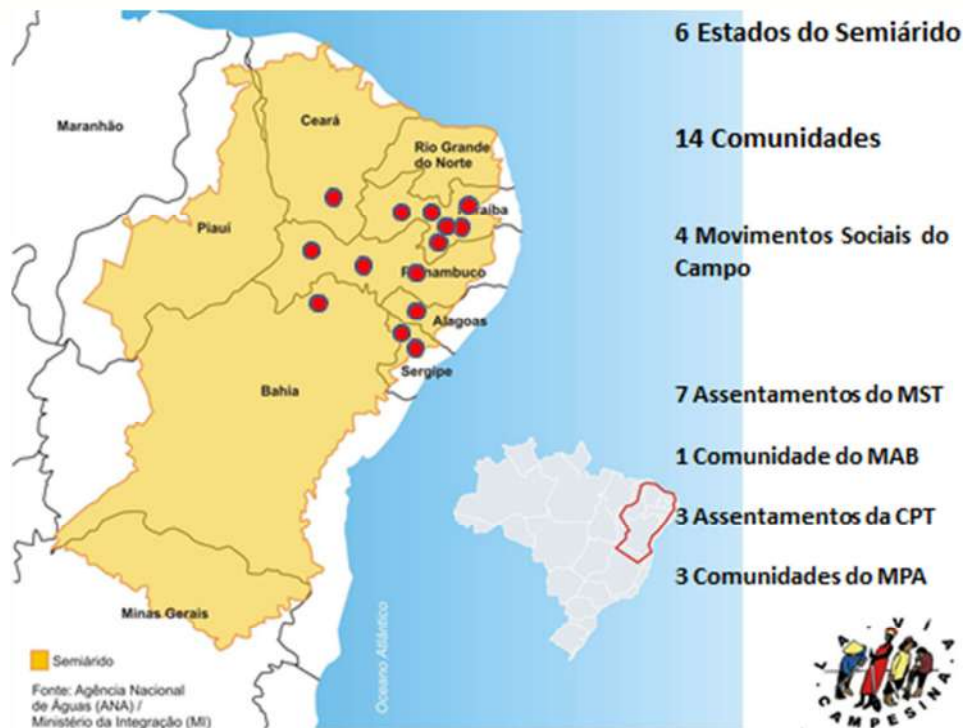 6 Estados do Semiárido
14 Comunidades
4 Movimentos Sociais do
Campo
7 Assentamentos do MST
1 Comunidade do MAB
3 Assentamentos da CPT
3 Comunidades do MPA
Maranhão
Ceará
Rio Grande
do Norte
Piauí
Pernambuco
Alagoas
Sergipe
Bahia
Minas Gerais
Oceano Atlântico
Semiárido
Fonte: Agência Nacional
de Águas (ANA) /
Ministério da Integração (MI)
LA VÍA CAMPESINA